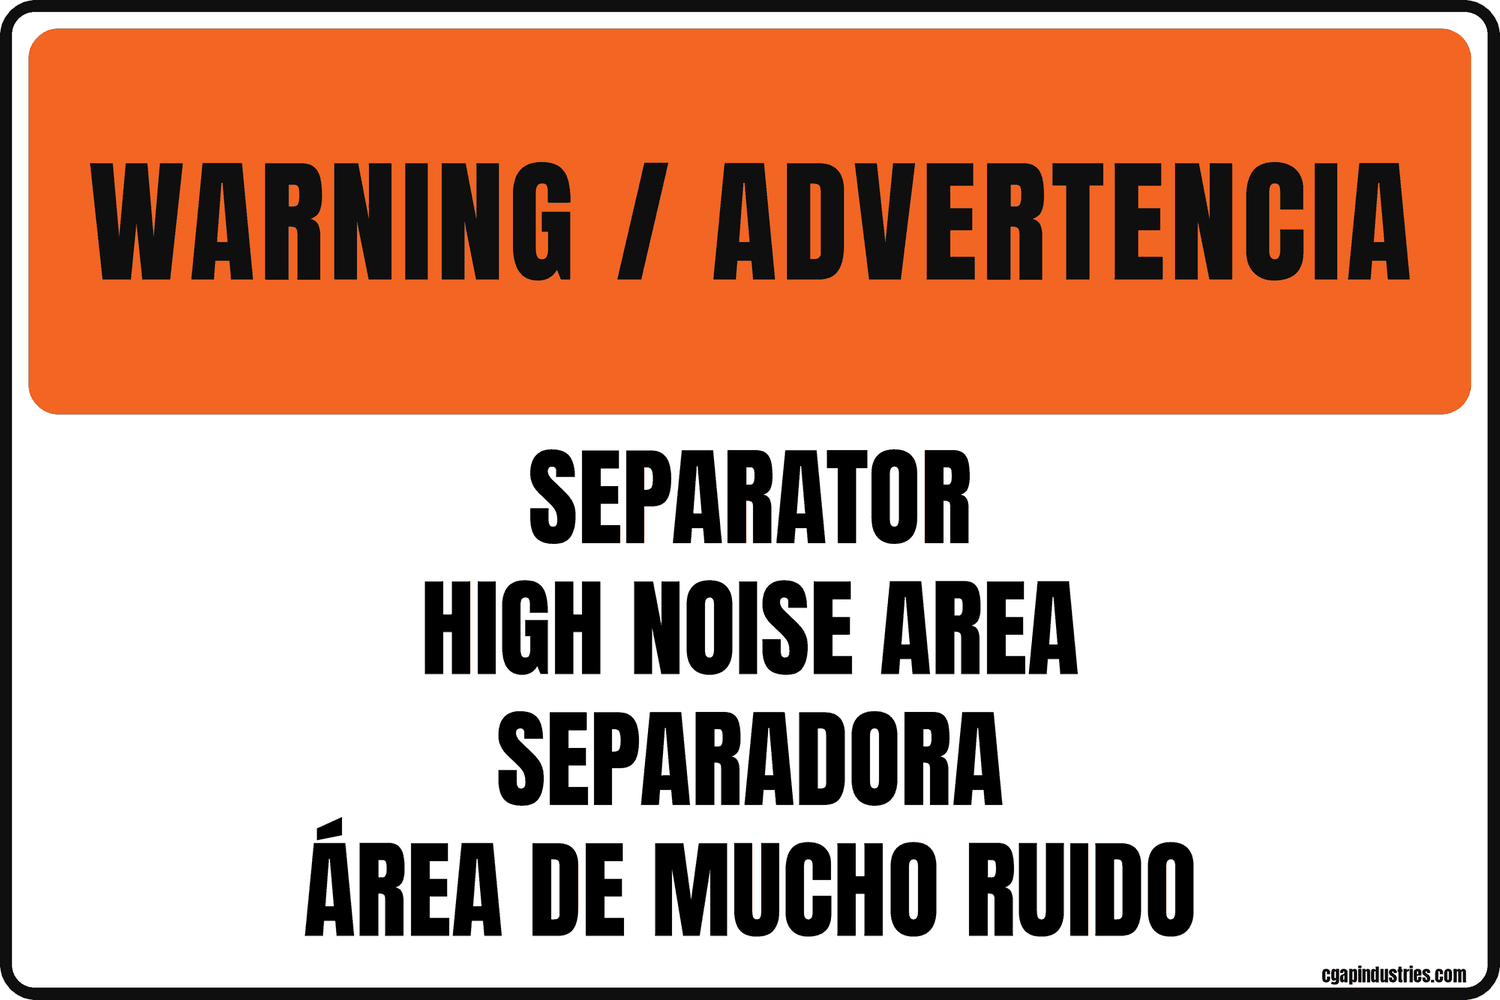 WARNING / ADVERTENCIA
SEPARATOR
HIGH NOISE AREA
SEPARADORA
ÁREA DE MUCHO RUIDO
cgapindustries.com